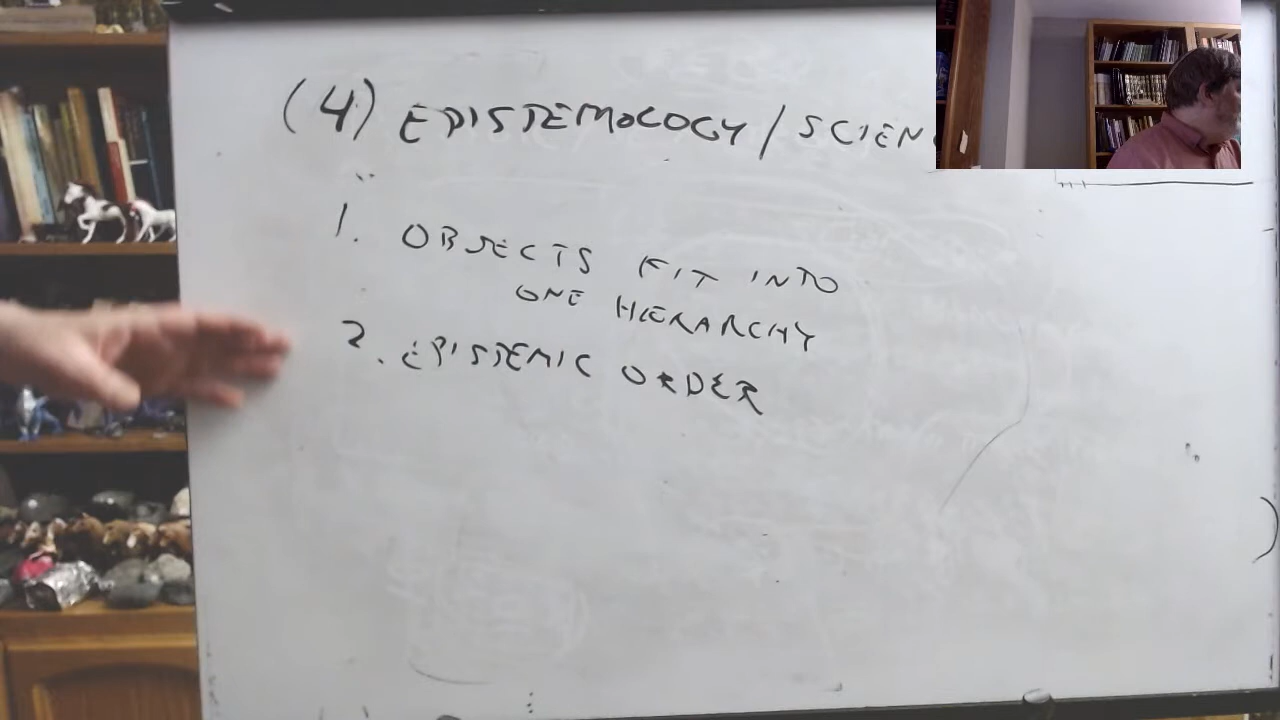 (4) EPISTEMOLOGY / SCIEN
1. OBJECTS FIT INTO
ONE HIERARCHY
2. EPISTEMIC ORDER